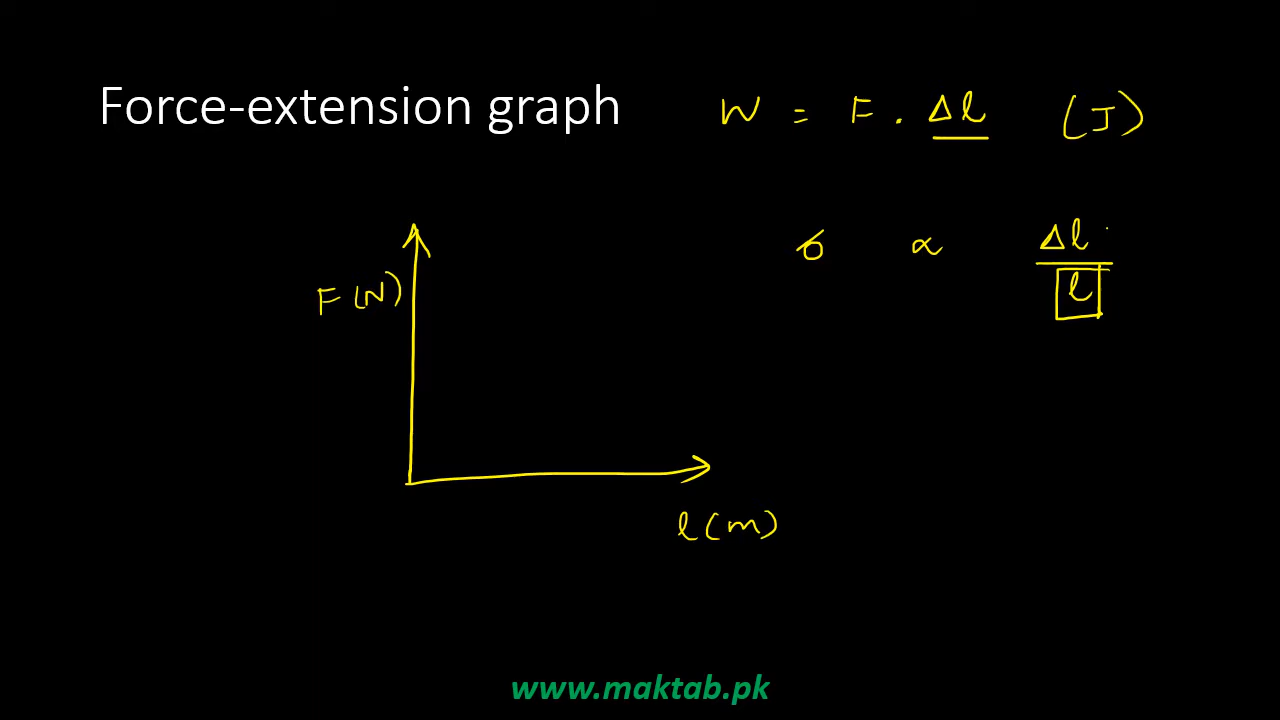 Force-extension graph
W = F . Δl (J)
σ ∝ Δl / l
F (N)
l (m)
www.maktab.pk